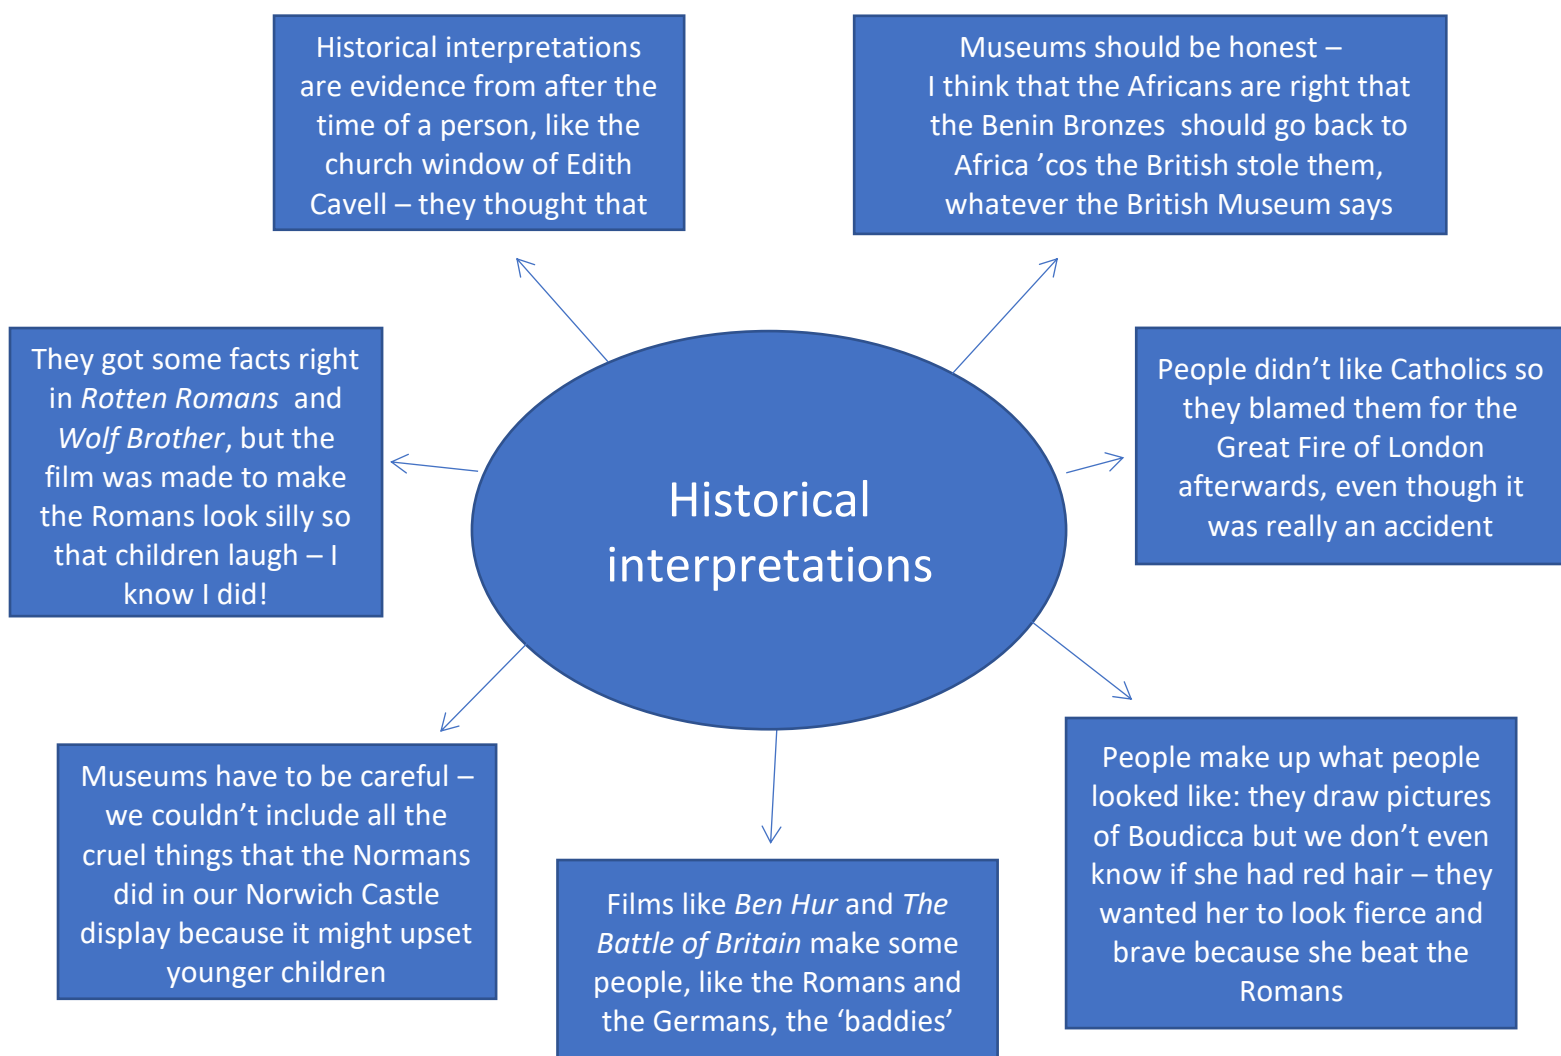 Historical interpretations
are evidence from after the
time of a person, like the
church window of Edith
Cavell – they thought that
Museums should be honest –
I think that the Africans are right that
the Benin Bronzes should go back to
Africa ’cos the British stole them,
whatever the British Museum says
They got some facts right
in Rotten Romans and
Wolf Brother, but the
film was made to make
the Romans look silly so
that children laugh – I
know I did!
Historical
interpretations
People didn’t like Catholics so
they blamed them for the
Great Fire of London
afterwards, even though it
was really an accident
Museums have to be careful –
we couldn’t include all the
cruel things that the Normans
did in our Norwich Castle
display because it might upset
younger children
Films like Ben Hur and The
Battle of Britain make some
people, like the Romans and
the Germans, the ‘baddies’
People make up what people
looked like: they draw pictures
of Boudicca but we don’t even
know if she had red hair – they
wanted her to look fierce and
brave because she beat the
Romans